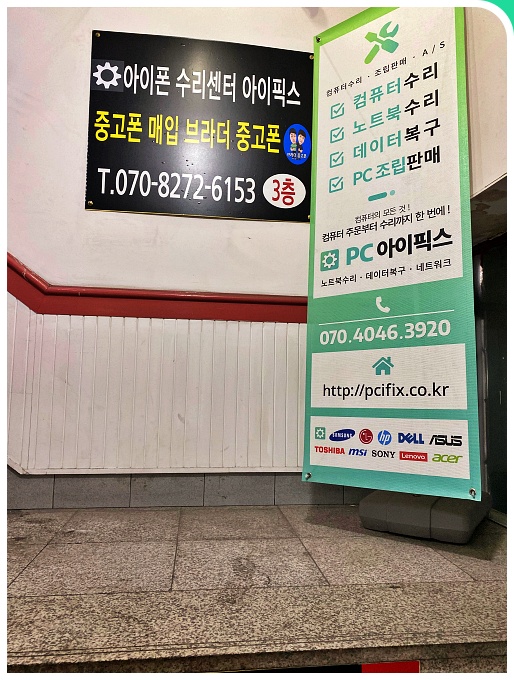 아이폰 수리센터 아이픽스
중고폰 매입 브라더 중고폰
T.070-8272-6153 3층
컴퓨터수리 · 조립판매 · A/S
컴퓨터수리
노트북수리
데이터복구
PC조립판매
컴퓨터의 모든 것!
컴퓨터 주문부터 수리까지 한 번에!
PC아이픽스
노트북수리 · 데이터복구 · 네트워크
070.4046.3920
http://pcifix.co.kr
SAMSUNG LG hp DELL ASUS
TOSHIBA msi SONY Lenovo acer